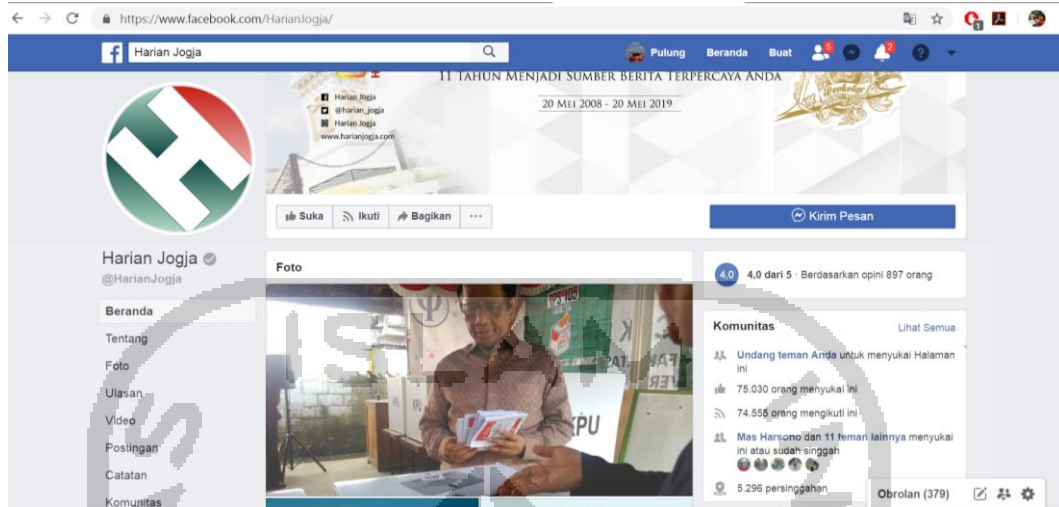 https://www.facebook.com/HarianJogja/
Harian Jogja
Pulung Beranda Buat 5 2
11 TAHUN MENJADI SUMBER BERITA TERPERCAYA ANDA
20 MEI 2008 - 20 MEI 2019
Harian Jogja
@harian_jogja
Harian Jogja
www.harianjogja.com
Suka Ikuti Bagikan ...
Kirim Pesan
Harian Jogja
@HarianJogja
Beranda
Tentang
Foto
Ulasan
Video
Postingan
Catatan
Komunitas
Foto
TPS 105
KPU
4,0 4,0 dari 5 · Berdasarkan opini 897 orang
Komunitas Lihat Semua
Undang teman Anda untuk menyukai Halaman
ini
75.030 orang menyukai ini
74.555 orang mengikuti ini
Mas Harsono dan 11 teman lainnya menyukai
ini atau sudah singgah
5.296 persinggahan
Obrolan (379)
ISLAM